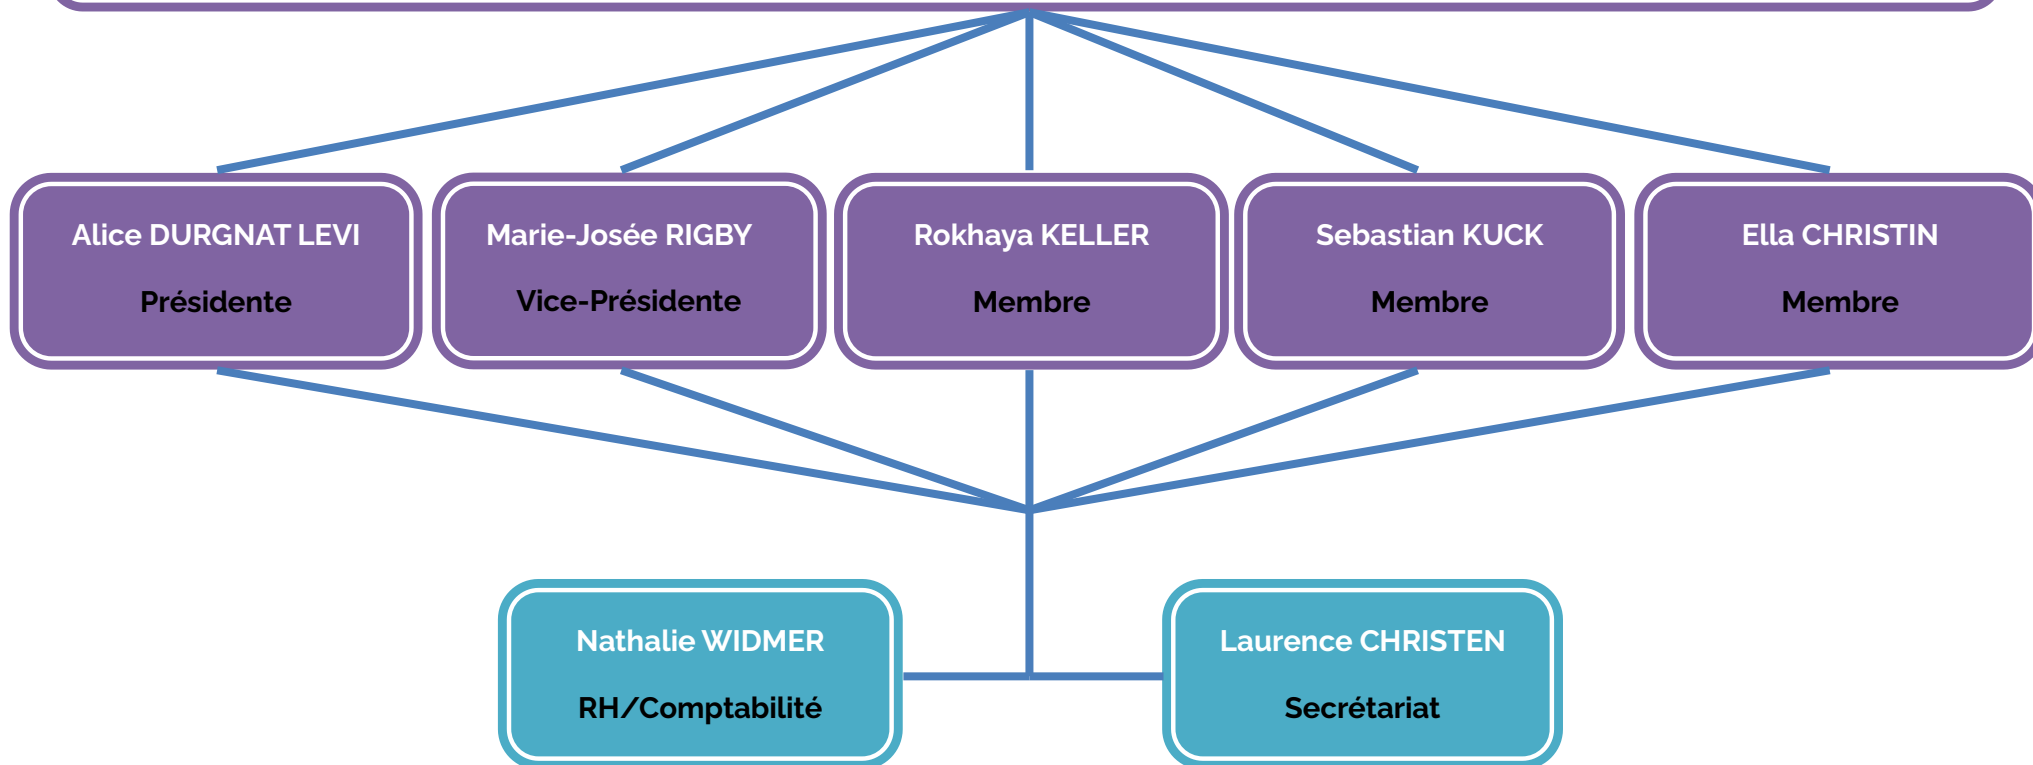 Alice DURGNAT LEVI
Présidente
Marie-Josée RIGBY
Vice-Présidente
Rokhaya KELLER
Membre
Sebastian KUCK
Membre
Ella CHRISTIN
Membre
Nathalie WIDMER
RH/Comptabilité
Laurence CHRISTEN
Secrétariat